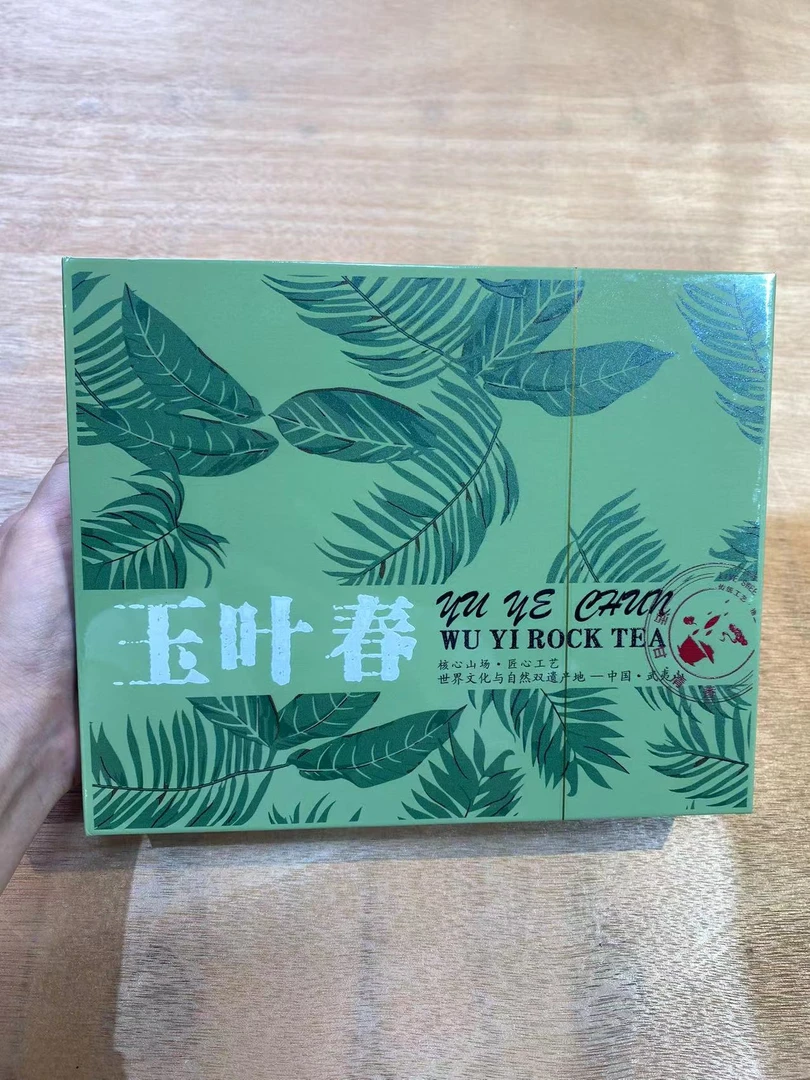 玉叶春
YU YE CHUN
WU YI ROCK TEA
核心山场·匠心工艺
世界文化与自然双遗产地—中国·武夷山